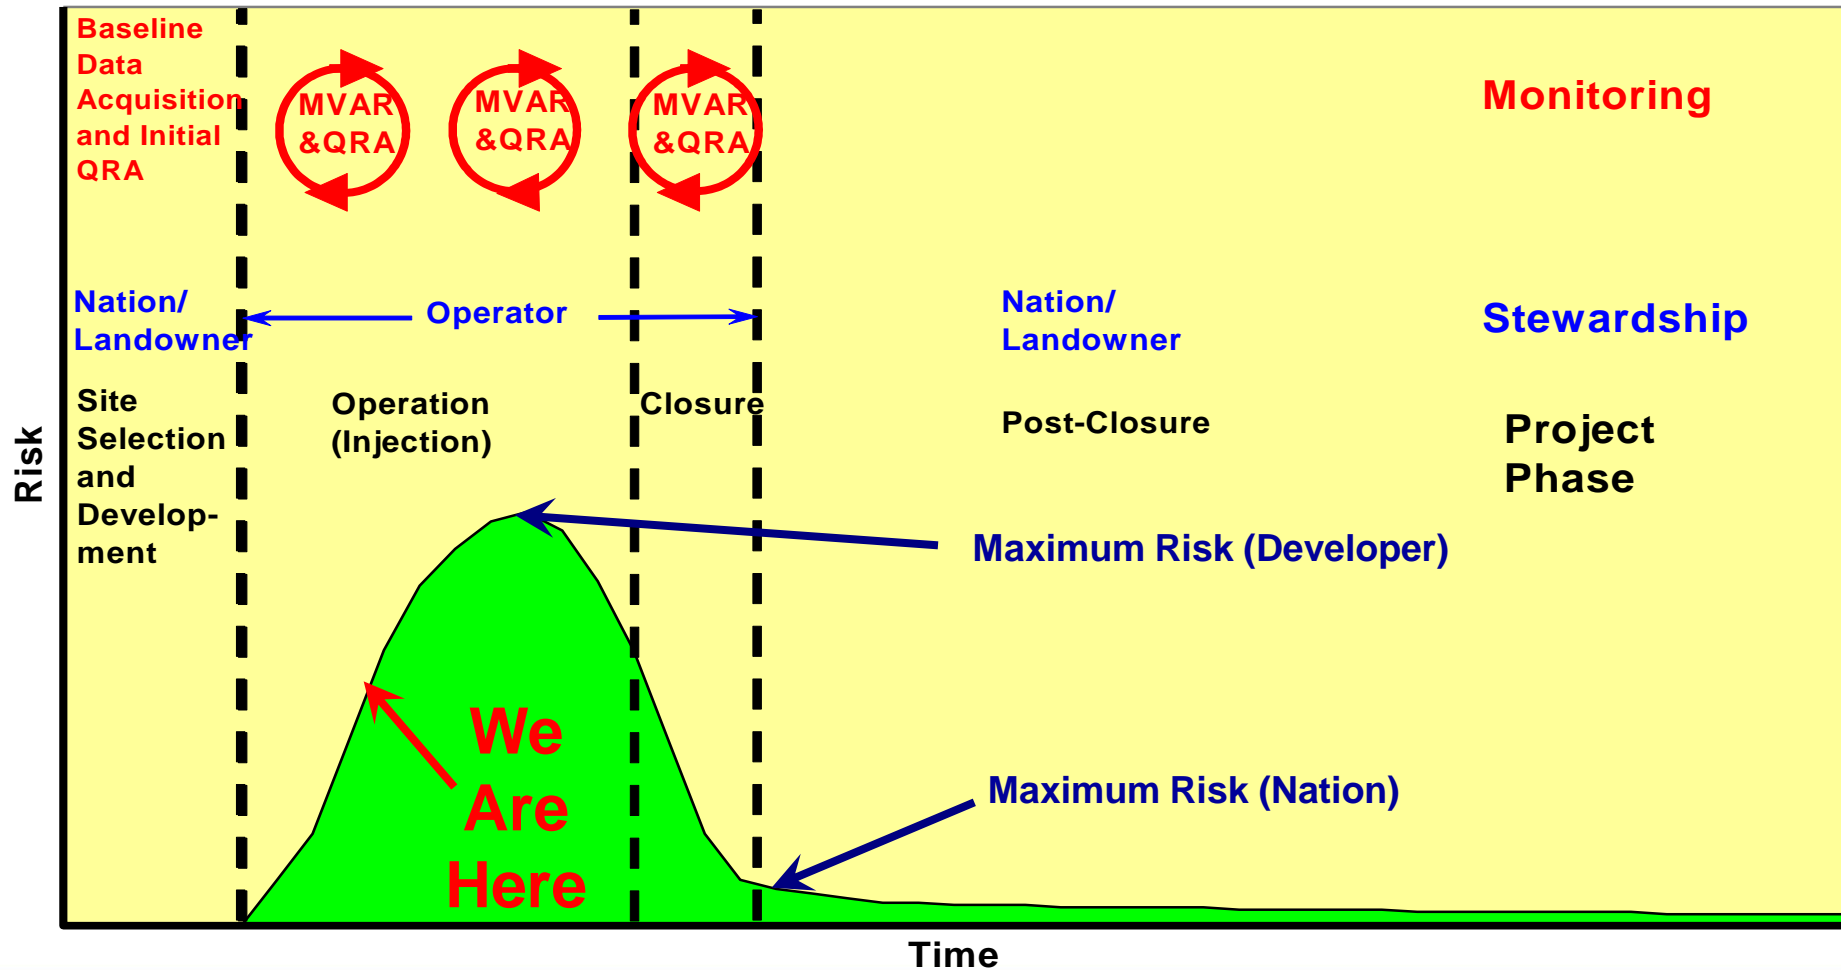 Baseline
Data
Acquisition
and Initial
QRA
MVAR
&QRA
MVAR
&QRA
MVAR
&QRA
Monitoring
Nation/
Landowner
Operator
Nation/
Landowner
Stewardship
Site
Selection
and
Develop-
ment
Operation
(Injection)
Closure
Post-Closure
Project
Phase
Risk
Maximum Risk (Developer)
We
Are
Here
Maximum Risk (Nation)
Time